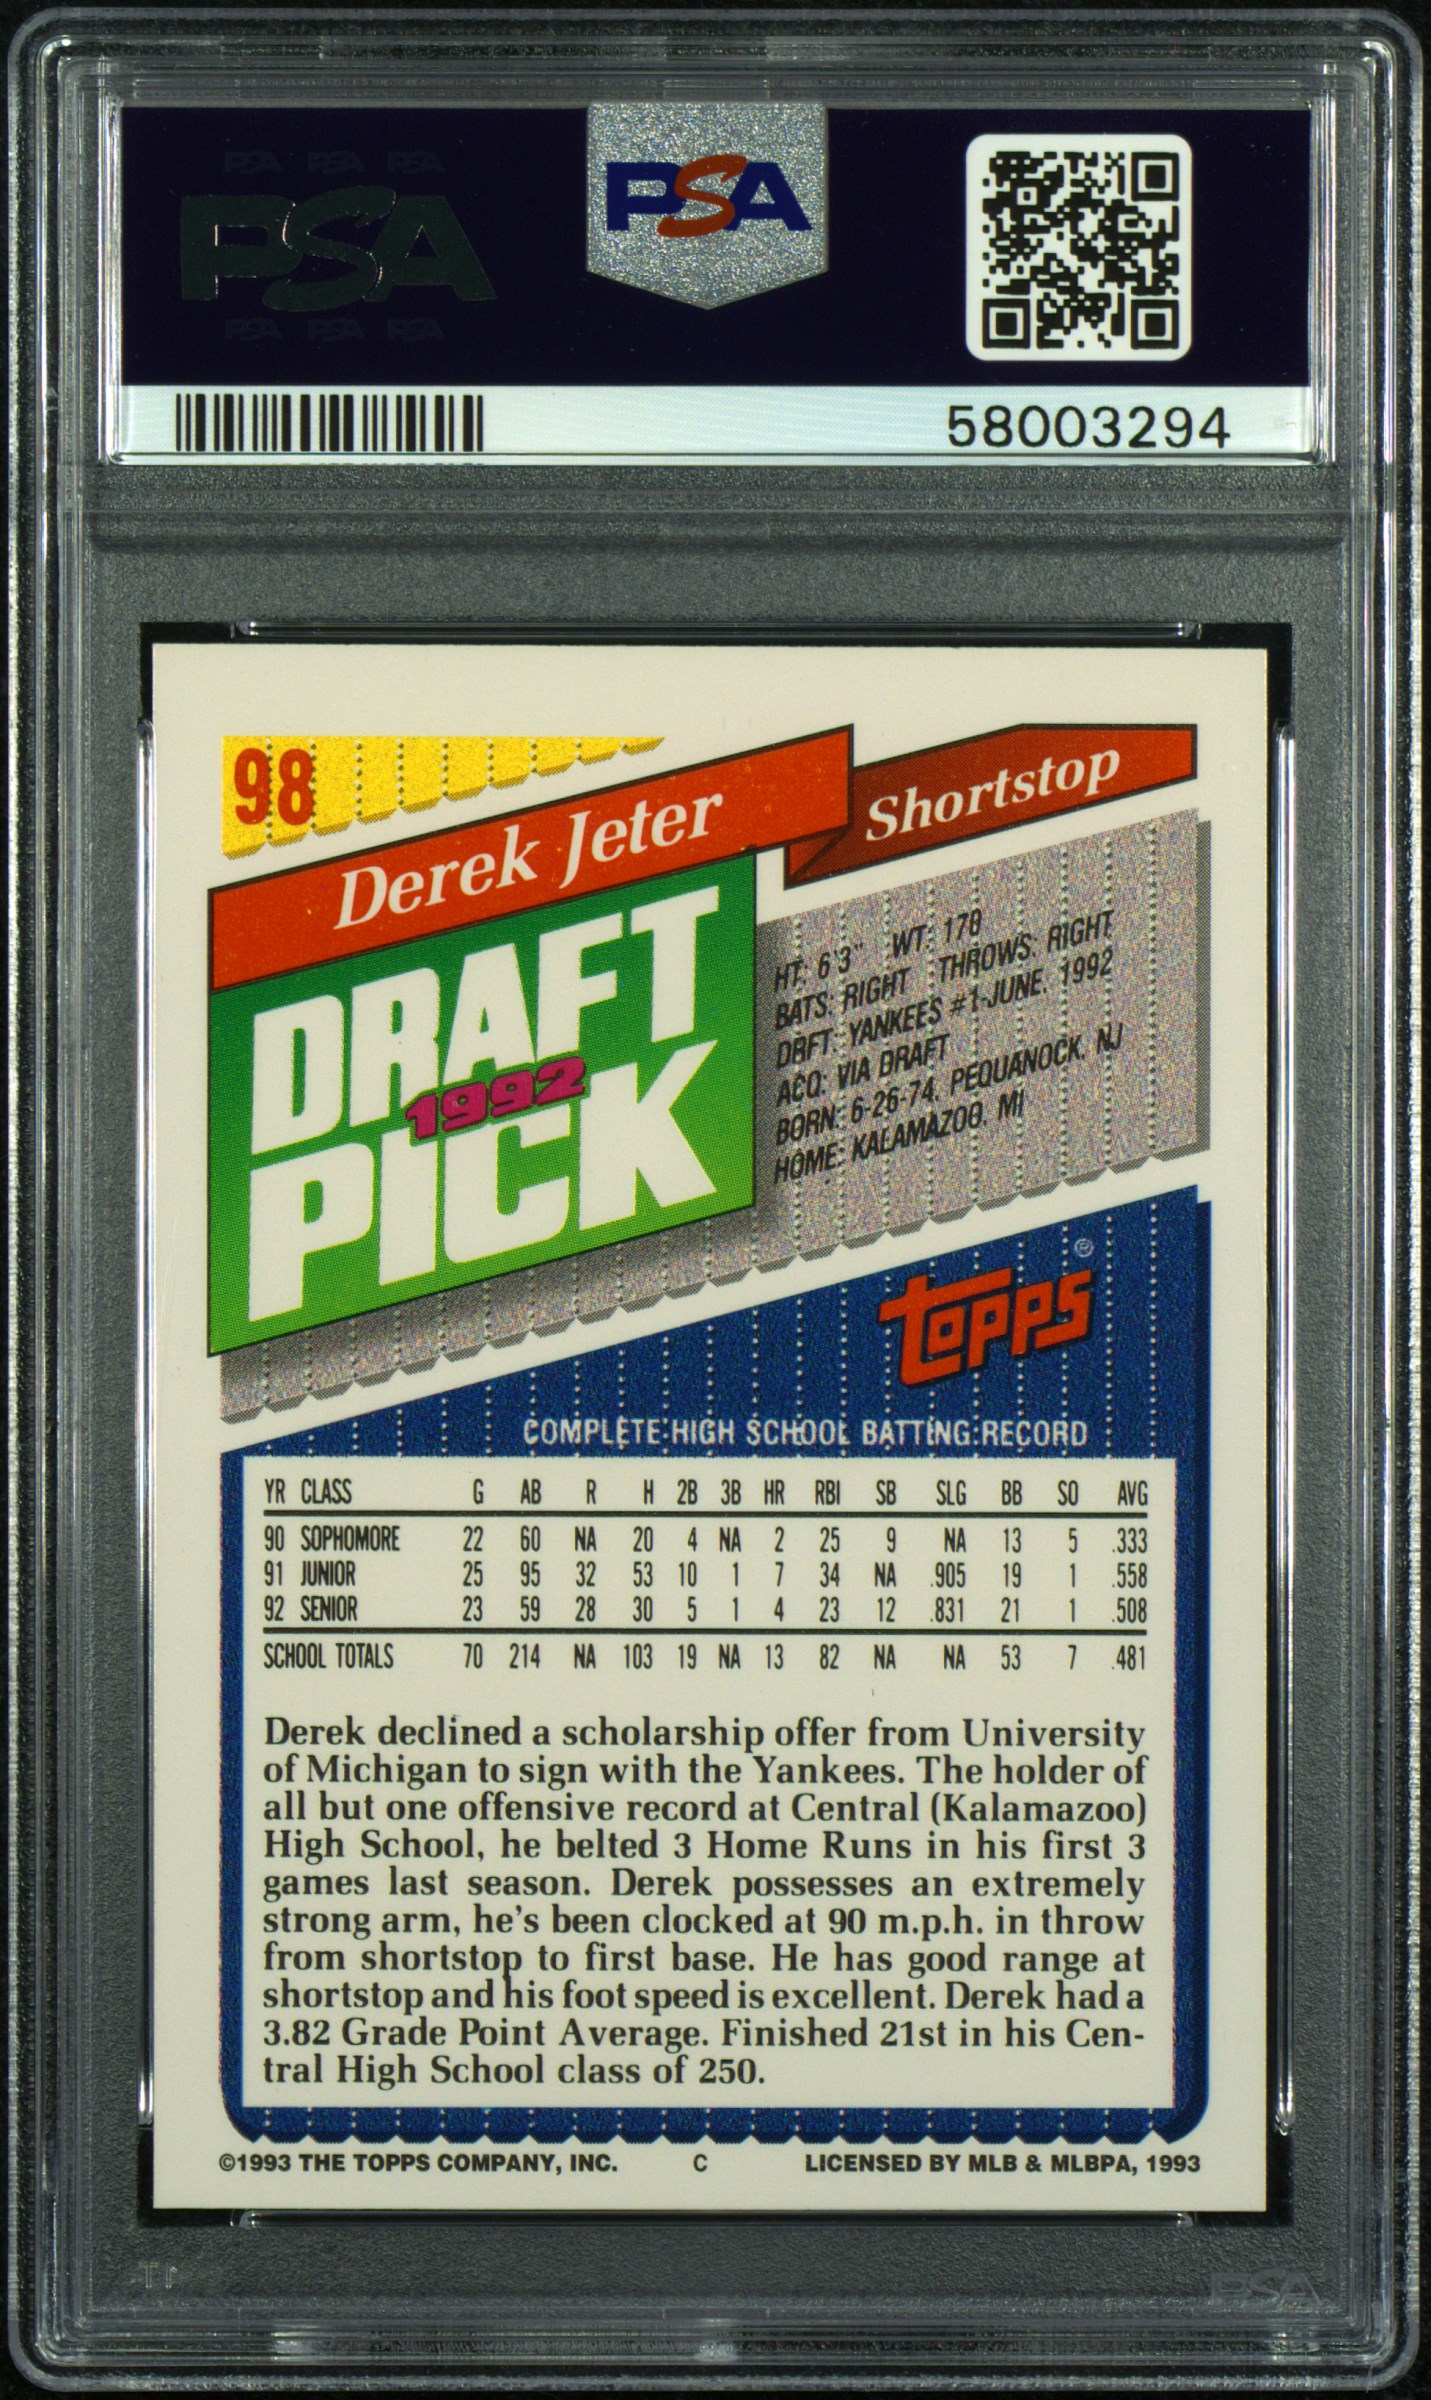 PSA PSA PSA
PSA
PSA PSA PSA
PSA
58003294
98
Derek Jeter
Shortstop
DRAFT
1992
PICK
HT: 6'3" WT: 178
BATS: RIGHT THROWS: RIGHT
DRFT: YANKEES #1-JUNE, 1992
ACQ: VIA DRAFT
BORN: 6-26-74, PEQUANOCK, NJ
HOME: KALAMAZOO, MI
TOPPS®
COMPLETE HIGH SCHOOL BATTING RECORD
YR CLASS G AB R H 2B 3B HR RBI SB SLG BB SO AVG
90 SOPHOMORE 22 60 NA 20 4 NA 2 25 9 NA 13 5 .333
91 JUNIOR 25 95 32 53 10 1 7 34 NA .905 19 1 .558
92 SENIOR 23 59 28 30 5 1 4 23 12 .831 21 1 .508
SCHOOL TOTALS 70 214 NA 103 19 NA 13 82 NA NA 53 7 .481
Derek declined a scholarship offer from University
of Michigan to sign with the Yankees. The holder of
all but one offensive record at Central (Kalamazoo)
High School, he belted 3 Home Runs in his first 3
games last season. Derek possesses an extremely
strong arm, he's been clocked at 90 m.p.h. in throw
from shortstop to first base. He has good range at
shortstop and his foot speed is excellent. Derek had a
3.82 Grade Point Average. Finished 21st in his Cen-
tral High School class of 250.
©1993 THE TOPPS COMPANY, INC. C LICENSED BY MLB & MLBPA, 1993
PSA